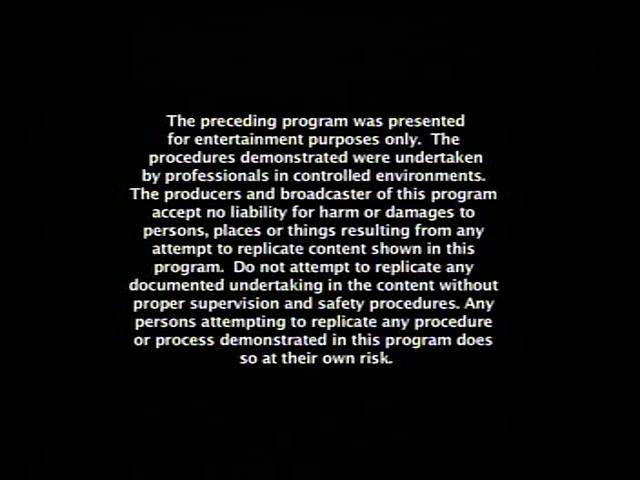 The preceding program was presented
for entertainment purposes only.  The
procedures demonstrated were undertaken
by professionals in controlled environments.
The producers and broadcaster of this program
accept no liability for harm or damages to
persons, places or things resulting from any
attempt to replicate content shown in this
program.  Do not attempt to replicate any
documented undertaking in the content without
proper supervision and safety procedures. Any
persons attempting to replicate any procedure
or process demonstrated in this program does
so at their own risk.